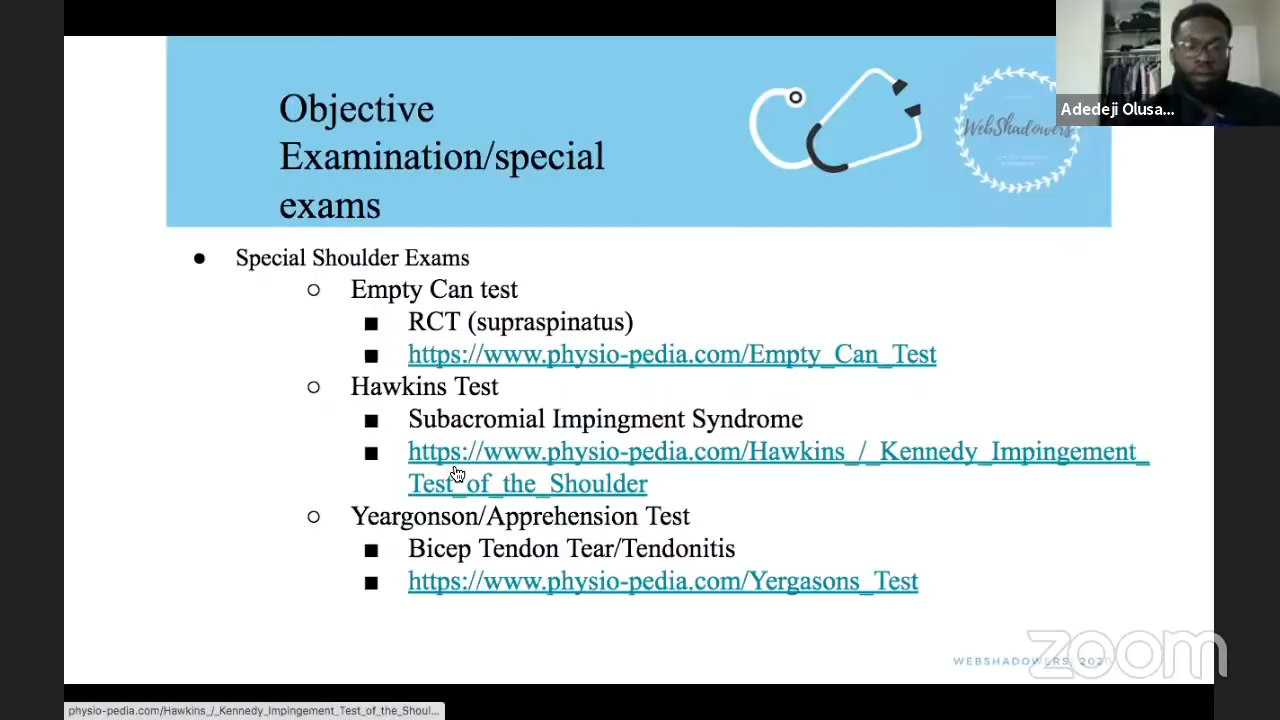 Objective
Examination/special
exams
WebShadowers
Adedeji Olusa...
● Special Shoulder Exams
○ Empty Can test
■ RCT (supraspinatus)
■ https://www.physio-pedia.com/Empty_Can_Test
○ Hawkins Test
■ Subacromial Impingment Syndrome
■ https://www.physio-pedia.com/Hawkins_/_Kennedy_Impingement_
Test_of_the_Shoulder
○ Yeargonson/Apprehension Test
■ Bicep Tendon Tear/Tendonitis
■ https://www.physio-pedia.com/Yergasons_Test
WEBSHADOWERS, 2020
zoom
physio-pedia.com/Hawkins_/_Kennedy_Impingement_Test_of_the_Shoul...